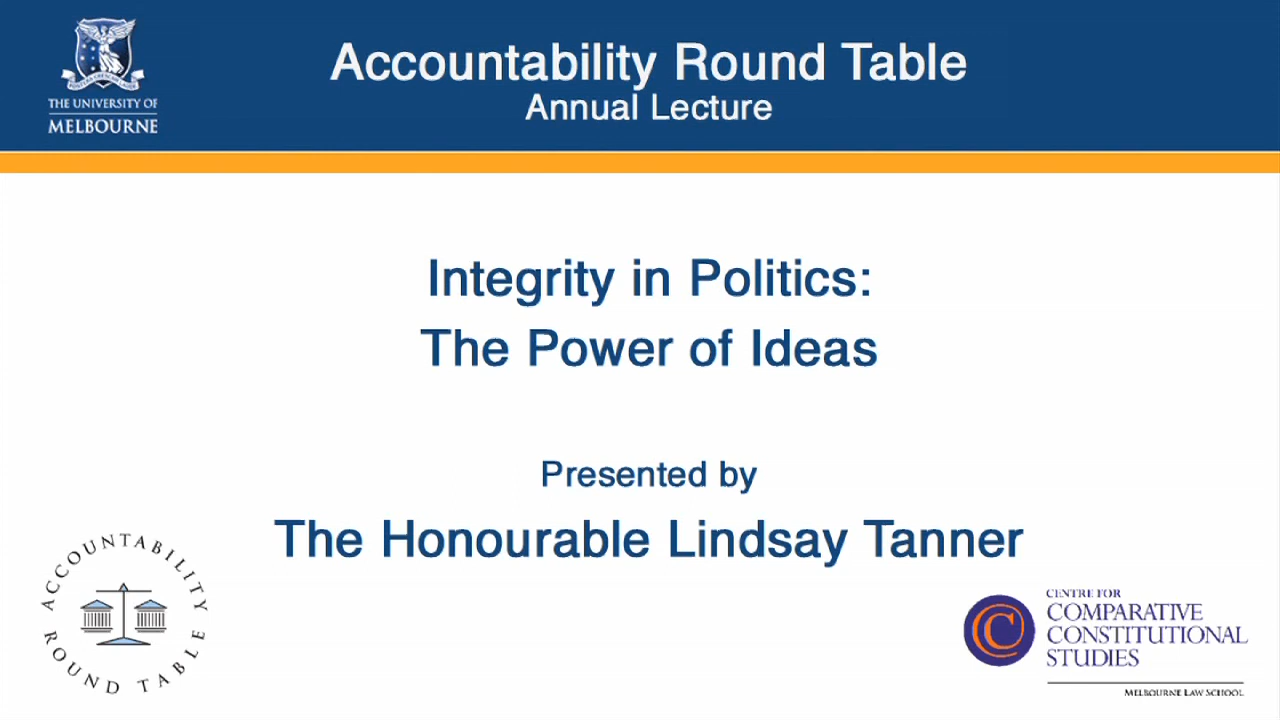 THE UNIVERSITY OF
MELBOURNE
Accountability Round Table
Annual Lecture
Integrity in Politics:
The Power of Ideas
Presented by
The Honourable Lindsay Tanner
ACCOUNTABILITY
ROUND TABLE
CENTRE FOR
COMPARATIVE
CONSTITUTIONAL
STUDIES
MELBOURNE LAW SCHOOL